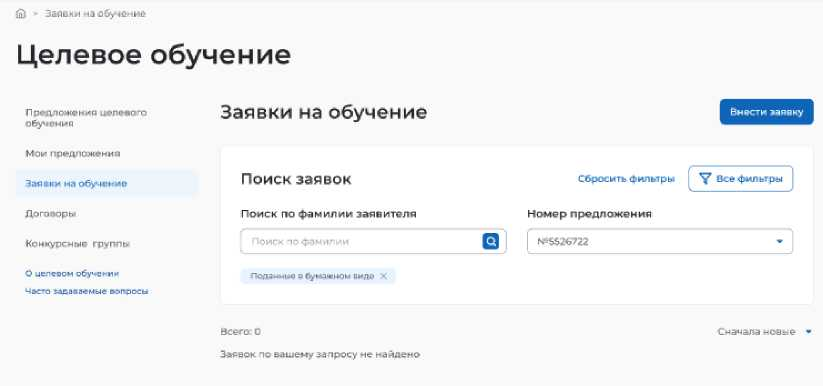 > Заявки на обучение
Целевое обучение
Предложения целевого
обучения
Мои предложения
Заявки на обучение
Договоры
Конкурсные группы
О целевом обучении
Часто задаваемые вопросы
Заявки на обучение
Внести заявку
Поиск заявок
Сбросить фильтры
Все фильтры
Поиск по фамилии заявителя
Номер предложения
Поиск по фамилии
№5526722
Поданные в бумажном виде ×
Всего: 0
Сначала новые
Заявок по вашему запросу не найдено